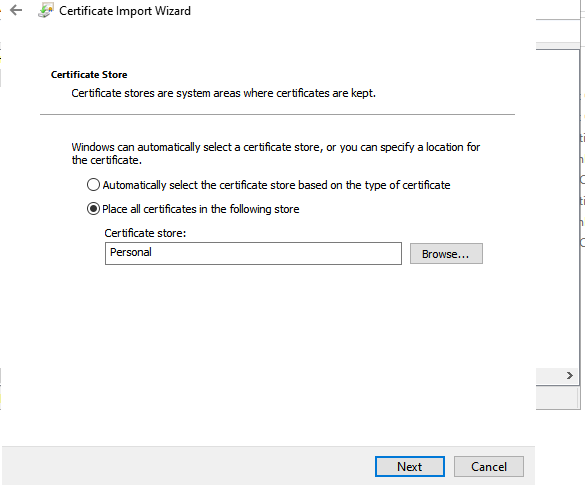 Certificate Import Wizard
Certificate Store
Certificate stores are system areas where certificates are kept.
Windows can automatically select a certificate store, or you can specify a location for
the certificate.
Automatically select the certificate store based on the type of certificate
Place all certificates in the following store
Certificate store:
Personal
Browse...
Next
Cancel